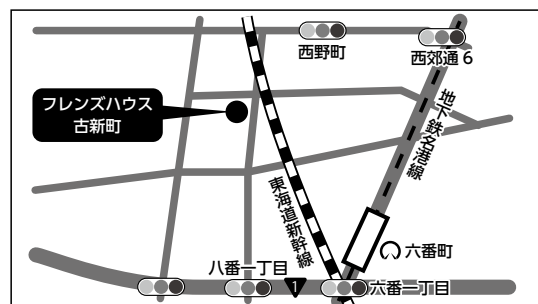 西野町
西郊通6
フレンズハウス
古新町
地下鉄名港線
東海道新幹線
六番町
八番一丁目
1
六番一丁目